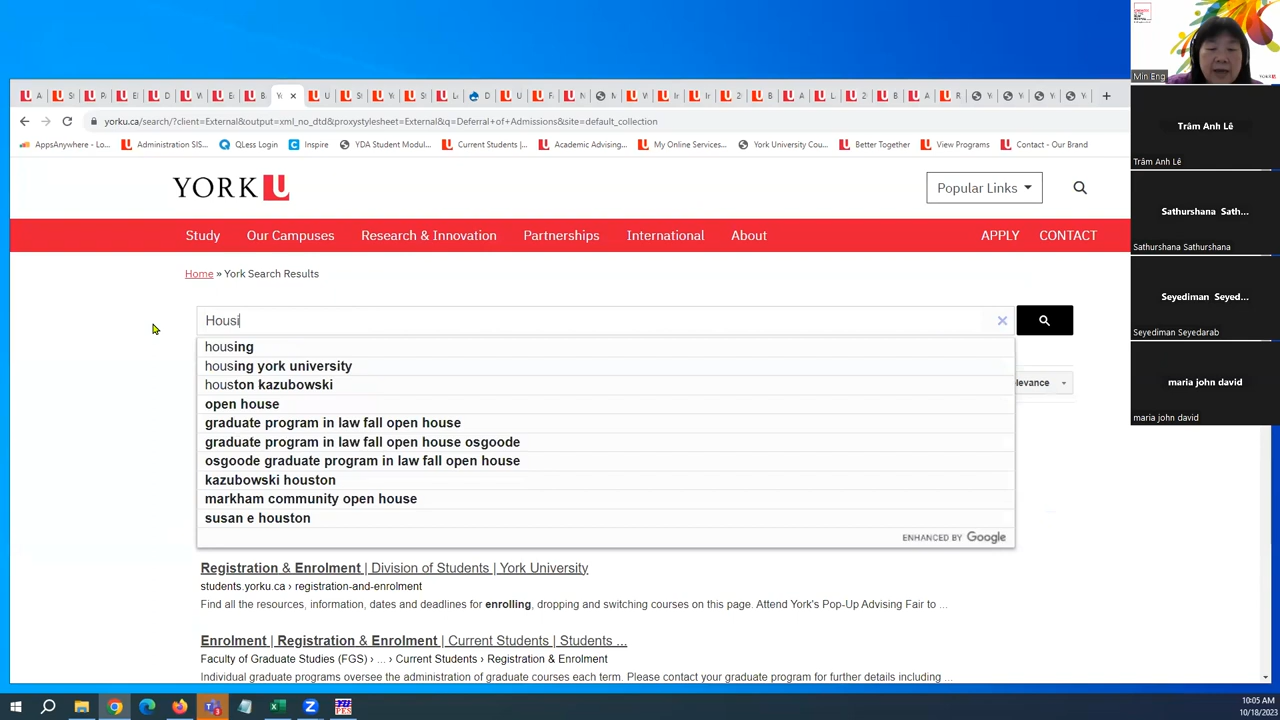 yorku.ca/search/?client=External&output=xml_no_dtd&proxystylesheet=External&q=Deferral+of+Admissions&site=default_collection
AppsAnywhere - Lo...
Administration SIS...
QLess Login
Inspire
YDA Student Modul...
Current Students |...
Academic Advising...
My Online Services...
York University Cou...
Better Together
View Programs
Contact - Our Brand
YORK U
Popular Links
Study
Our Campuses
Research & Innovation
Partnerships
International
About
APPLY
CONTACT
Home » York Search Results
Housi
housing
housing york university
houston kazubowski
open house
graduate program in law fall open house
graduate program in law fall open house osgoode
osgoode graduate program in law fall open house
kazubowski houston
markham community open house
susan e houston
ENHANCED BY Google
levance
Registration & Enrolment | Division of Students | York University
students.yorku.ca › registration-and-enrolment
Find all the resources, information, dates and deadlines for enrolling, dropping and switching courses on this page. Attend York's Pop-Up Advising Fair to ...
Enrolment | Registration & Enrolment | Current Students | Students ...
Faculty of Graduate Studies (FGS) › ... › Current Students › Registration & Enrolment
Individual graduate programs oversee the administration of graduate courses each term. Please contact your graduate program for further details including ...
Min Eng
Trâm Anh Lê
Trâm Anh Lê
Sathurshana Sath...
Sathurshana Sathurshana
Seyediman Seyed...
Seyediman Seyedarab
maria john david
maria john david
10:05 AM
10/18/2023